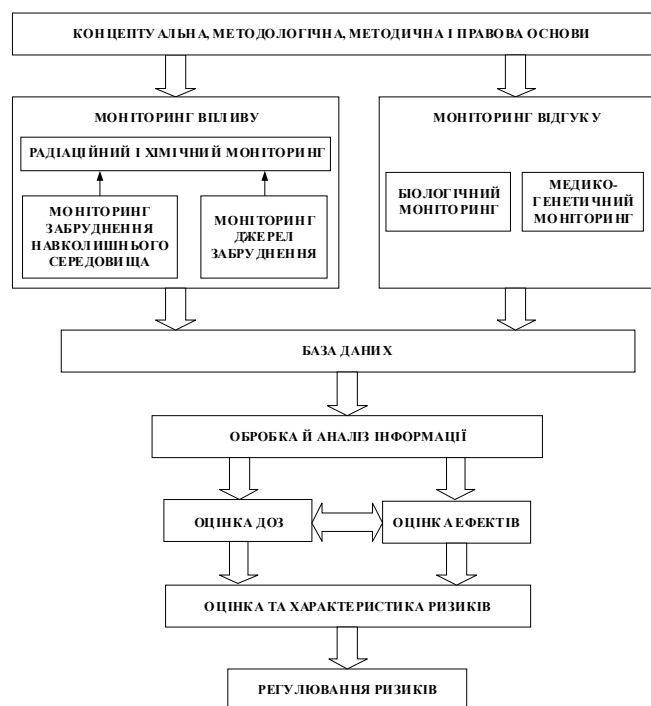 КОНЦЕПТУАЛЬНА, МЕТОДОЛОГІЧНА, МЕТОДИЧНА І ПРАВОВА ОСНОВИ
МОНІТОРИНГ ВПЛИВУ
РАДІАЦІЙНИЙ І ХІМІЧНИЙ МОНІТОРИНГ
МОНІТОРИНГ
ЗАБРУДНЕННЯ
НАВКОЛИШНЬОГО
СЕРЕДОВИЩА
МОНІТОРИНГ
ДЖЕРЕЛ
ЗАБРУДНЕННЯ
МОНІТОРИНГ ВІДГУКУ
БІОЛОГІЧНИЙ
МОНІТОРИНГ
МЕДИКО-
ГЕНЕТИЧНИЙ
МОНІТОРИНГ
БАЗА ДАНИХ
ОБРОБКА Й АНАЛІЗ ІНФОРМАЦІЇ
ОЦІНКА ДОЗ
ОЦІНКА ЕФЕКТІВ
ОЦІНКА ТА ХАРАКТЕРИСТИКА РИЗИКІВ
РЕГУЛЮВАННЯ РИЗИКІВ